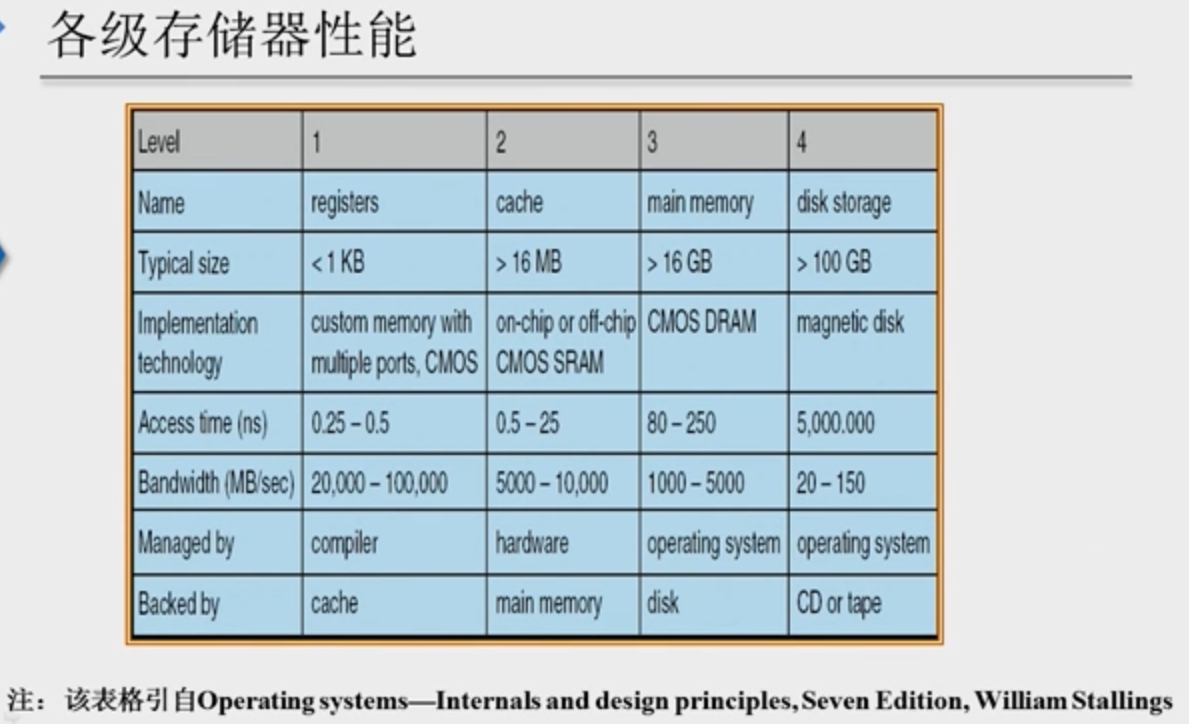 各级存储器性能
Level 1 2 3 4
Name registers cache main memory disk storage
Typical size < 1 KB > 16 MB > 16 GB > 100 GB
Implementation technology custom memory with multiple ports, CMOS on-chip or off-chip CMOS SRAM CMOS DRAM magnetic disk
Access time (ns) 0.25 – 0.5 0.5 – 25 80 – 250 5,000.000
Bandwidth (MB/sec) 20,000 – 100,000 5000 – 10,000 1000 – 5000 20 – 150
Managed by compiler hardware operating system operating system
Backed by cache main memory disk CD or tape
注： 该表格引自Operating systems—Internals and design principles, Seven Edition, William Stallings